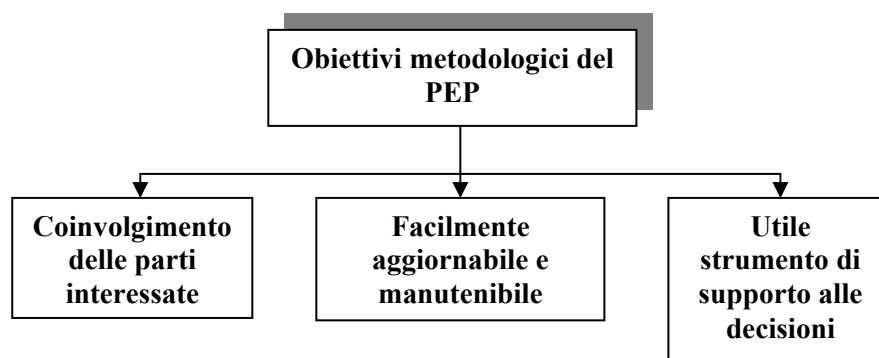 Obiettivi metodologici del
PEP
Coinvolgimento
delle parti
interessate
Facilmente
aggiornabile e
manutenibile
Utile
strumento di
supporto alle
decisioni